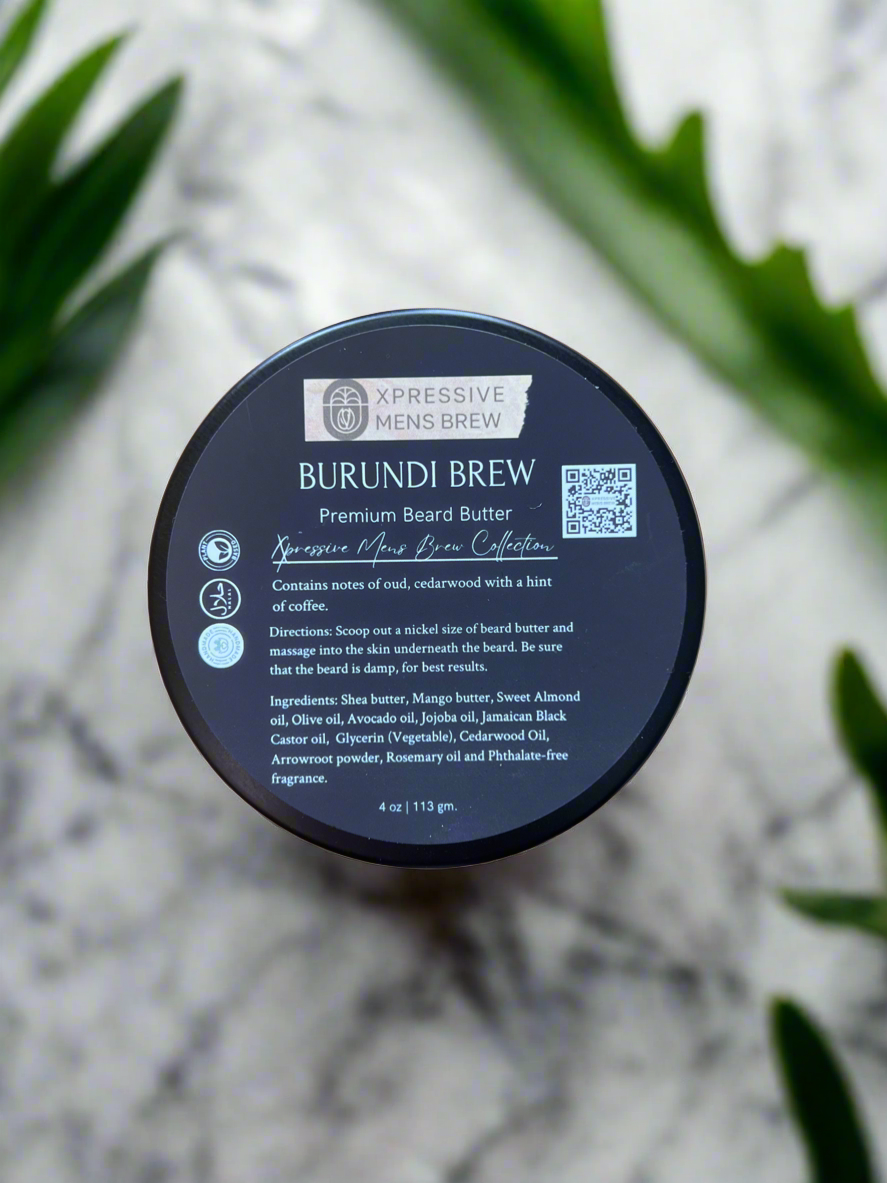 XPRESSIVE
MENS BREW
BURUNDI BREW
Premium Beard Butter
Xpressive Mens Brew Collection
Contains notes of oud, cedarwood with a hint
of coffee.
Directions: Scoop out a nickel size of beard butter and
massage into the skin underneath the beard. Be sure
that the beard is damp, for best results.
Ingredients: Shea butter, Mango butter, Sweet Almond
oil, Olive oil, Avocado oil, Jojoba oil, Jamaican Black
Castor oil, Glycerin (Vegetable), Cedarwood Oil,
Arrowroot powder, Rosemary oil and Phthalate-free
fragrance.
4 oz | 113 gm.
PLANT
حلال
HALAL
HANDMADE